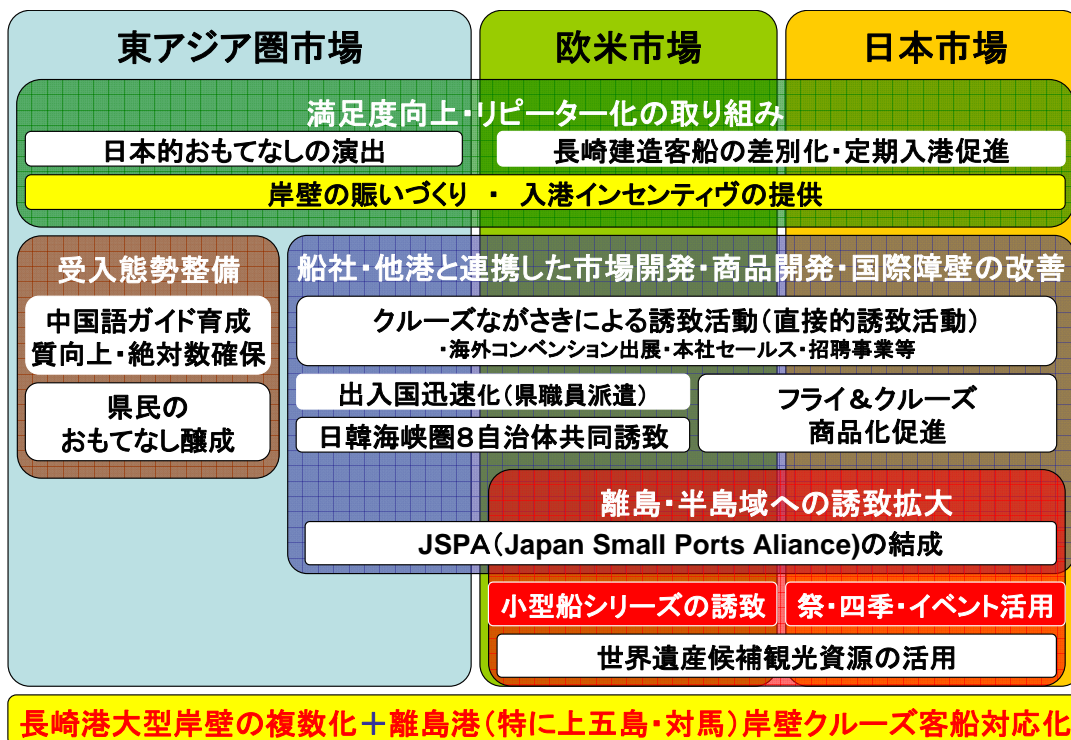 東アジア圏市場
欧米市場
日本市場
満足度向上・リピーター化の取り組み
日本的おもてなしの演出
長崎建造客船の差別化・定期入港促進
岸壁の賑いづくり ・ 入港インセンティヴの提供
受入態勢整備
中国語ガイド育成
質向上・絶対数確保
県民の
おもてなし醸成
船社・他港と連携した市場開発・商品開発・国際障壁の改善
クルーズながさきによる誘致活動(直接的誘致活動)
・海外コンベンション出展・本社セールス・招聘事業等
出入国迅速化(県職員派遣)
日韓海峡圏8自治体共同誘致
フライ&クルーズ
商品化促進
離島・半島域への誘致拡大
JSPA(Japan Small Ports Aliance)の結成
小型船シリーズの誘致
祭・四季・イベント活用
世界遺産候補観光資源の活用
長崎港大型岸壁の複数化+離島港(特に上五島・対馬)岸壁クルーズ客船対応化